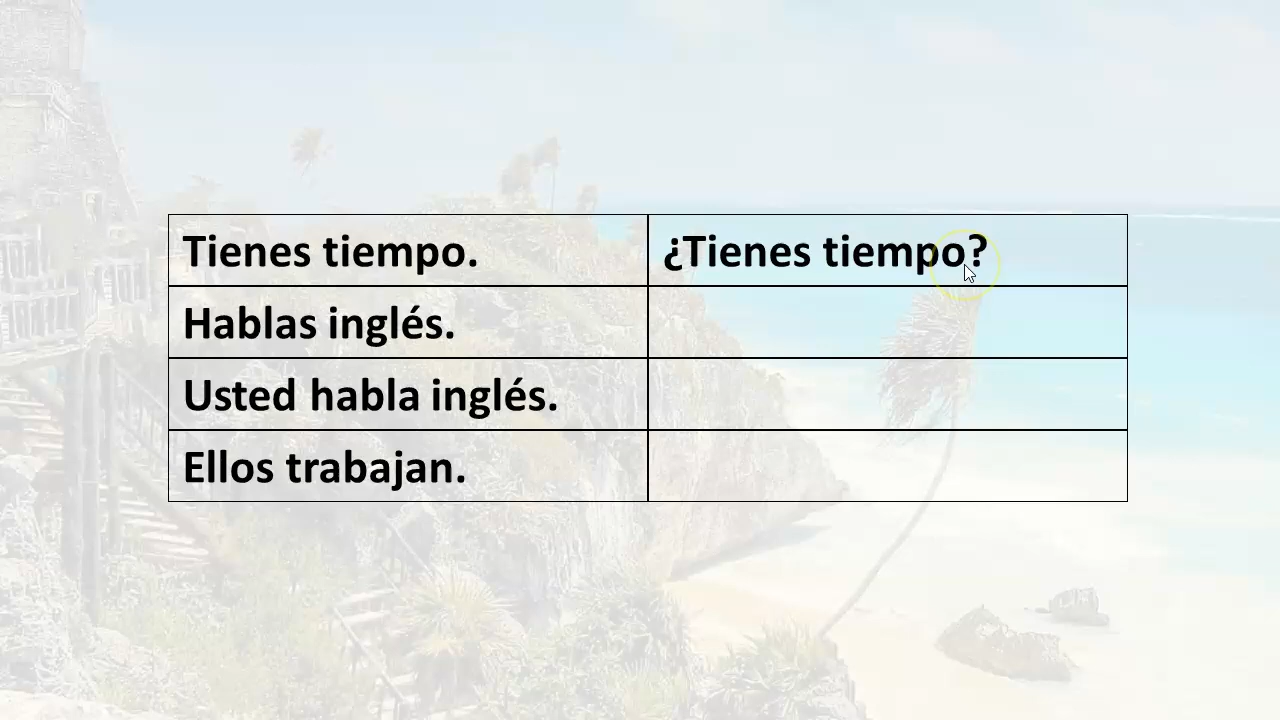 Tienes tiempo. ¿Tienes tiempo?
Hablas inglés.
Usted habla inglés.
Ellos trabajan.